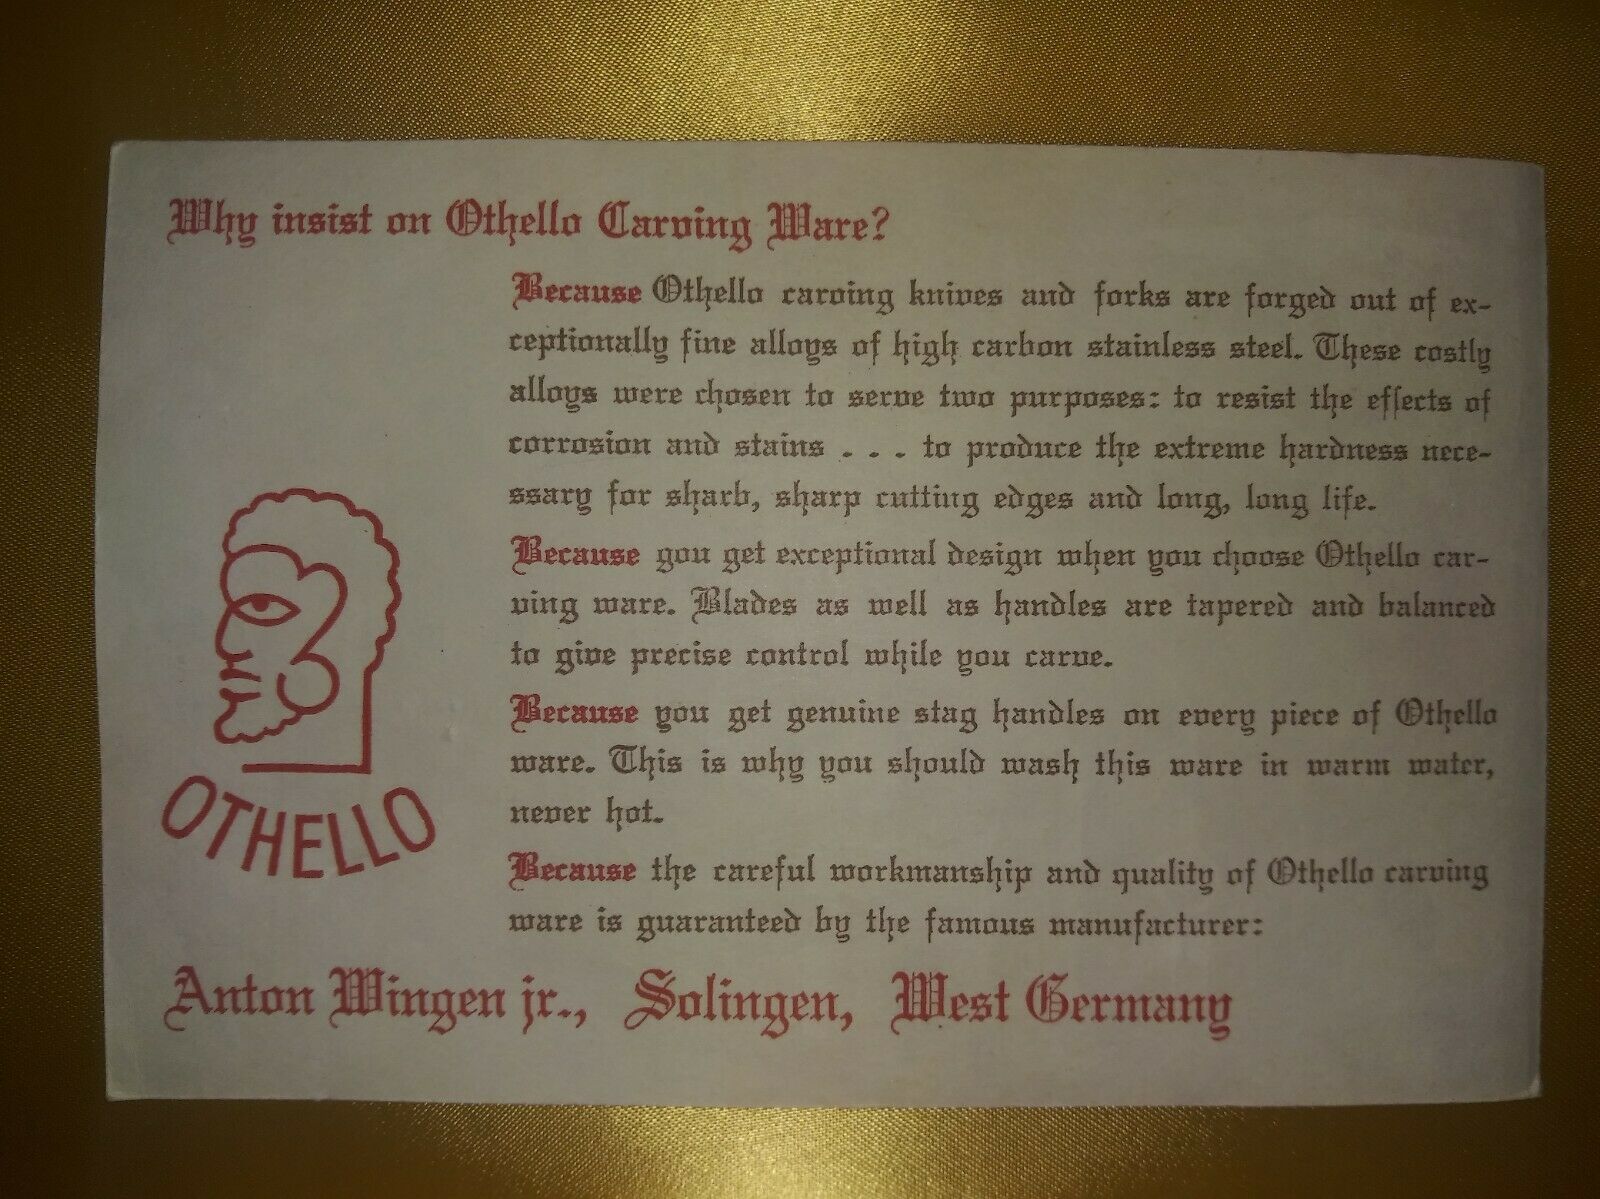 Why insist on Othello Carving Ware?
Because Othello carving knives and forks are forged out of ex-
ceptionally fine alloys of high carbon stainless steel. These costly
alloys were chosen to serve two purposes: to resist the effects of
corrosion and stains . . . to produce the extreme hardness nece-
ssary for sharb, sharp cutting edges and long, long life.
Because gou get exceptional design when you choose Othello car-
ving ware. Blades as well as handles are tapered and balanced
to give precise control while you carve.
Because you get genuine stag handles on every piece of Othello
ware. This is why you should wash this ware in warm water,
never hot.
Because the careful workmanship and quality of Othello carving
ware is guaranteed by the famous manufacturer:
OTHELLO
Anton Wingen jr., Solingen, West Germany